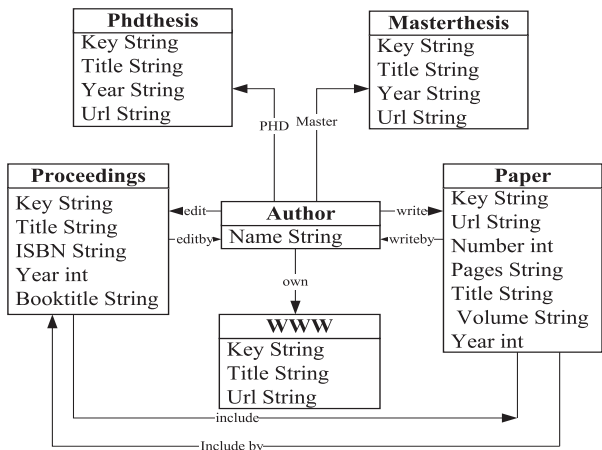 Phdthesis
Key String
Title String
Year String
Url String
Masterthesis
Key String
Title String
Year String
Url String
PHD
Master
Proceedings
Key String
Title String
ISBN String
Year int
Booktitle String
edit
editby
Author
Name String
write
writeby
Paper
Key String
Url String
Number int
Pages String
Title String
Volume String
Year int
own
WWW
Key String
Title String
Url String
include
Include by